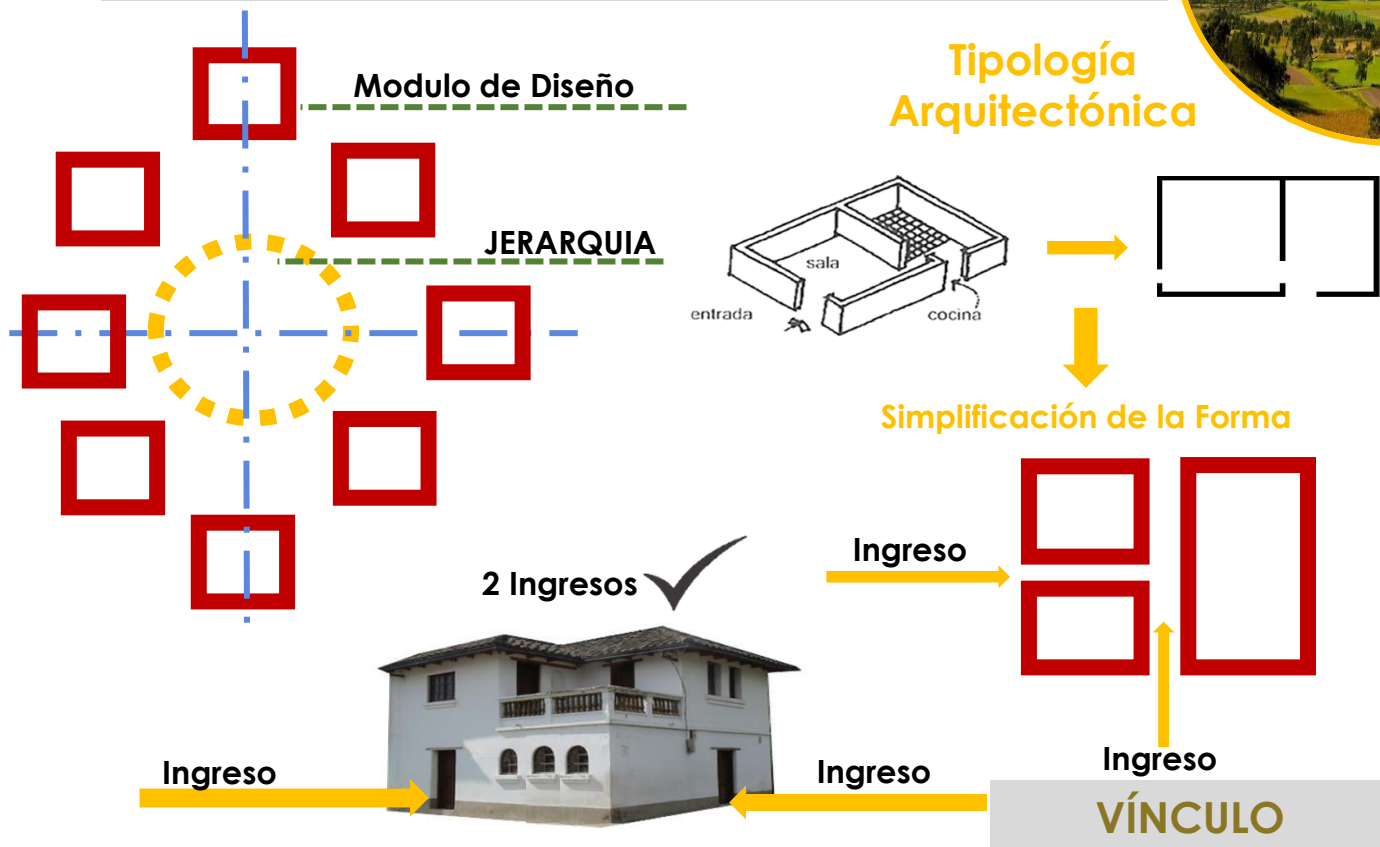 Tipología
Arquitectónica
Modulo de Diseño
JERARQUIA
sala
entrada
cocina
Simplificación de la Forma
Ingreso
2 Ingresos
Ingreso
Ingreso
Ingreso
VÍNCULO